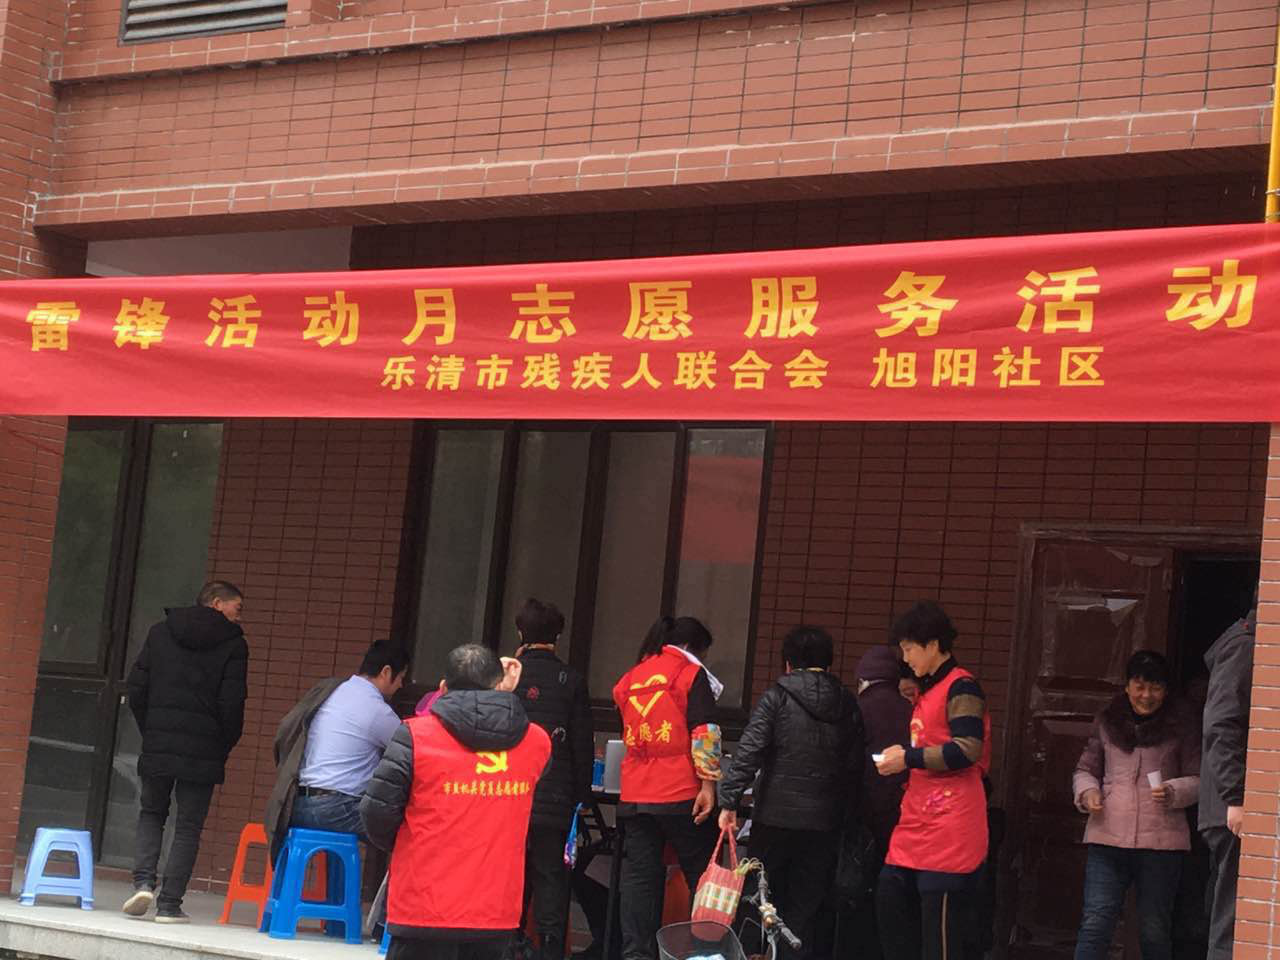 雷锋活动月志愿服务活动
乐清市残疾人联合会 旭阳社区
志愿者